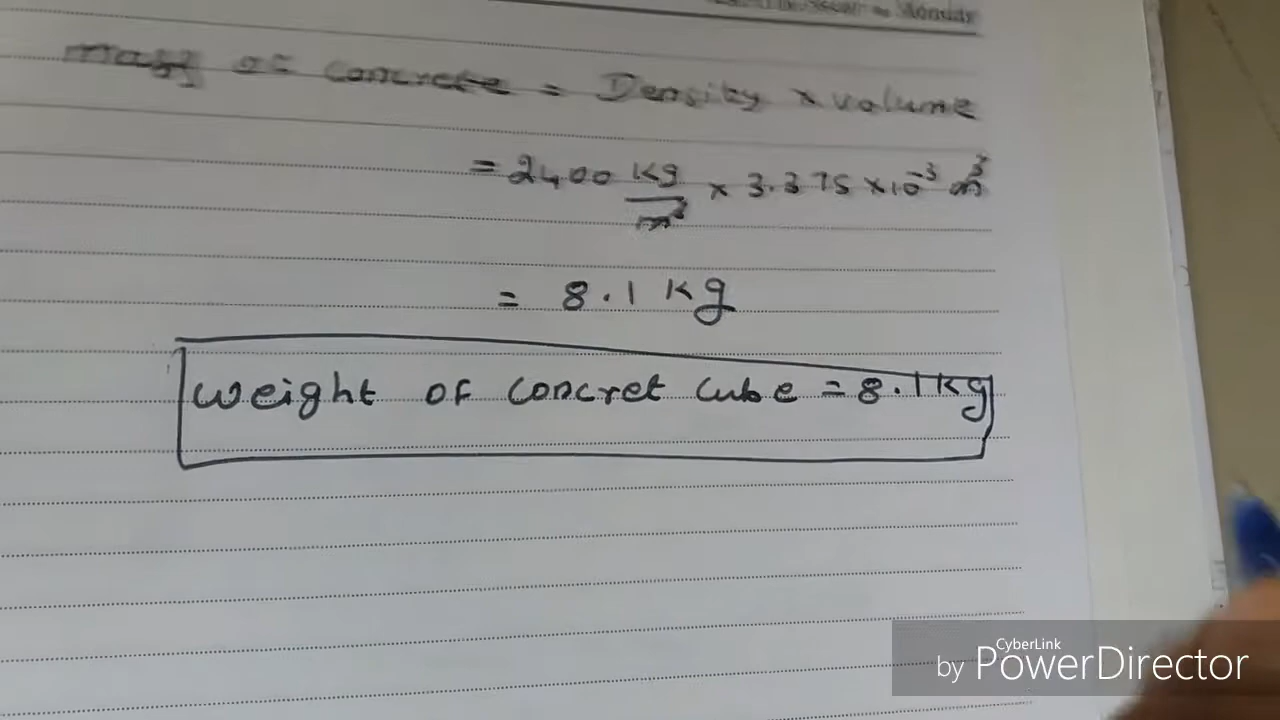 mass of concrete = Density x volume
= 2400 kg/m³ x 3.375 x 10⁻³ m³
= 8.1 kg
weight of concret cube = 8.1 kg
CyberLink
by PowerDirector